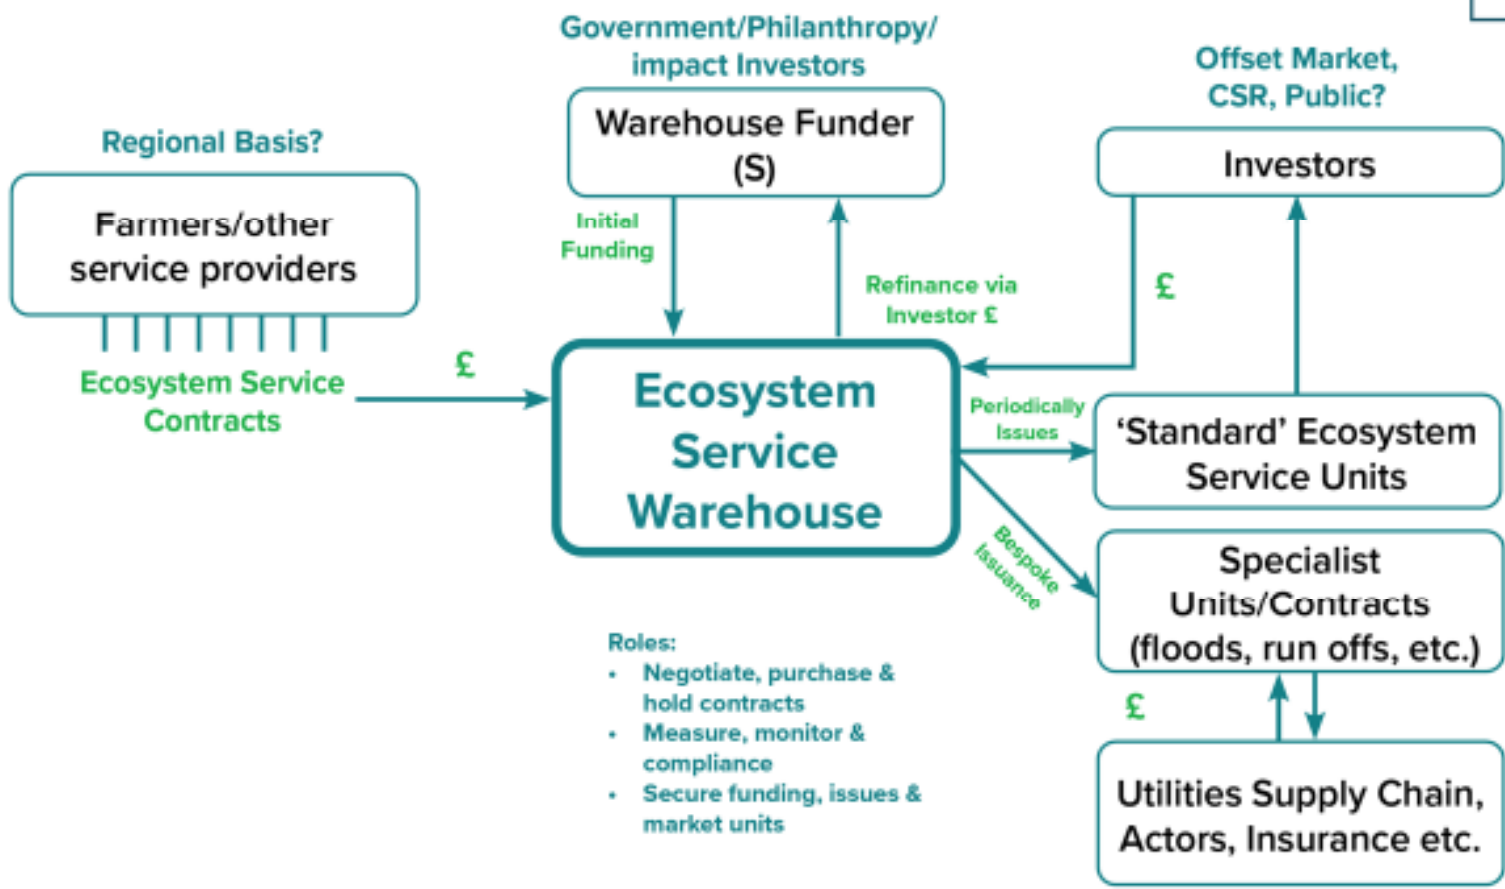 Government/Philanthropy/
impact Investors
Warehouse Funder
(S)
Offset Market,
CSR, Public?
Investors
Regional Basis?
Farmers/other
service providers
Ecosystem Service
Contracts
£
Initial
Funding
Refinance via
Investor £
£
Ecosystem
Service
Warehouse
Periodically
Issues
'Standard' Ecosystem
Service Units
Bespoke
Issuance
Specialist
Units/Contracts
(floods, run offs, etc.)
£
Utilities Supply Chain,
Actors, Insurance etc.
Roles:
• Negotiate, purchase &
hold contracts
• Measure, monitor &
compliance
• Secure funding, issues &
market units